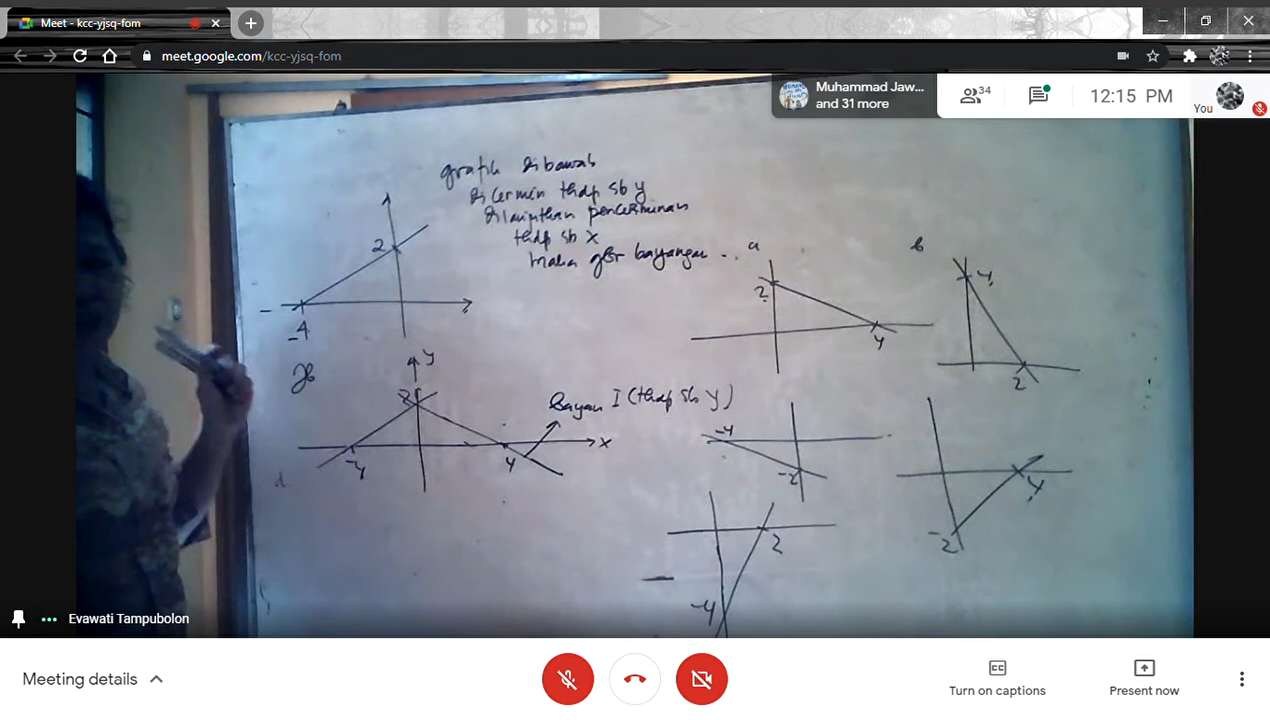 Meet - kcc-yjsq-fom
meet.google.com/kcc-yjsq-fom
Muhammad Jaw...
and 31 more
34
12:15 PM
You
grafik dibawah
dicermin thdp sb y
dilanjutkan pencerminan
thdp sb X
maka gbr bayangan ...
2
-4
Jb
y
2
-4
4
x
Bayan I (thdp sb y)
a
2
4
b
4
2
-4
-2
-2
4
2
-4
Evawati Tampubolon
Meeting details
Turn on captions
Present now